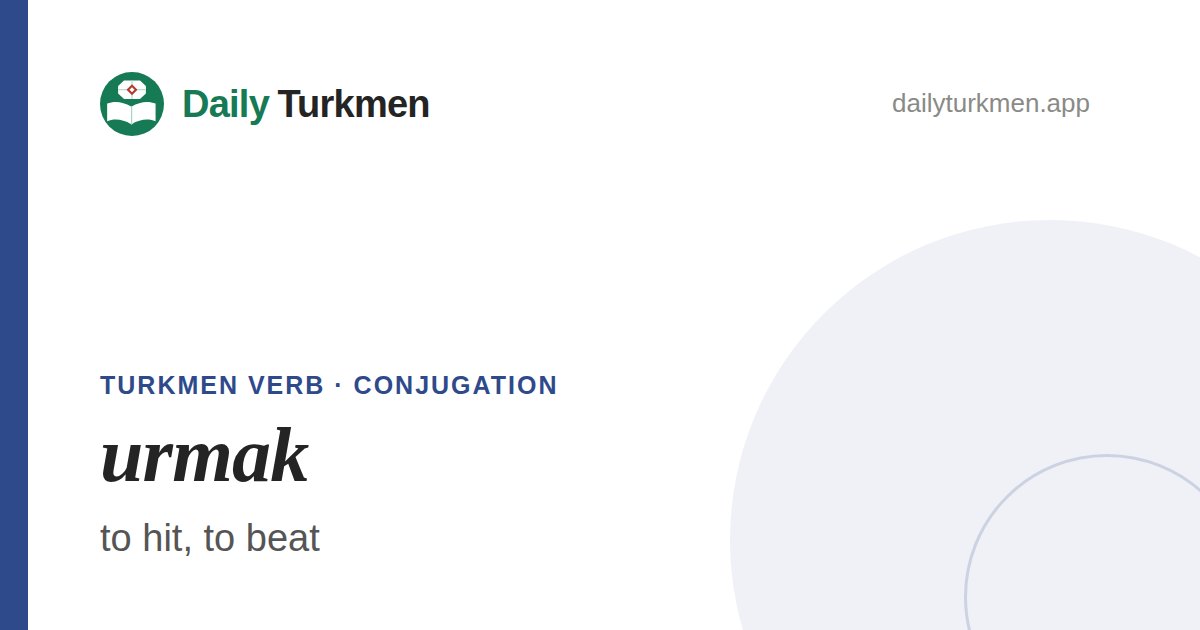 Daily Turkmen
dailyturkmen.app
TURKMEN VERB · CONJUGATION
urmak
to hit, to beat